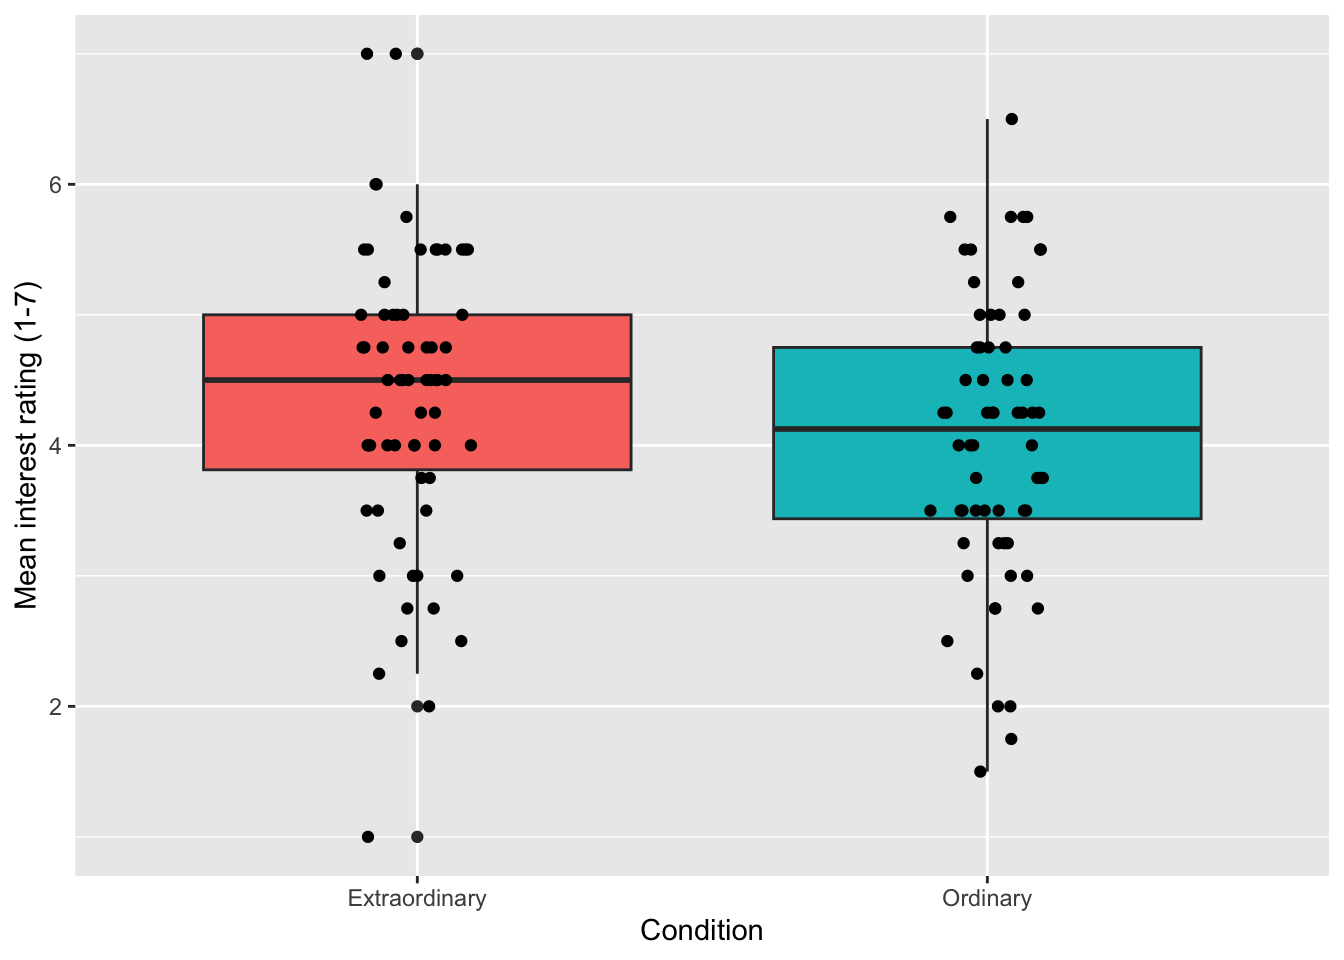 Mean interest rating (1-7)
6
4
2
Extraordinary
Ordinary
Condition